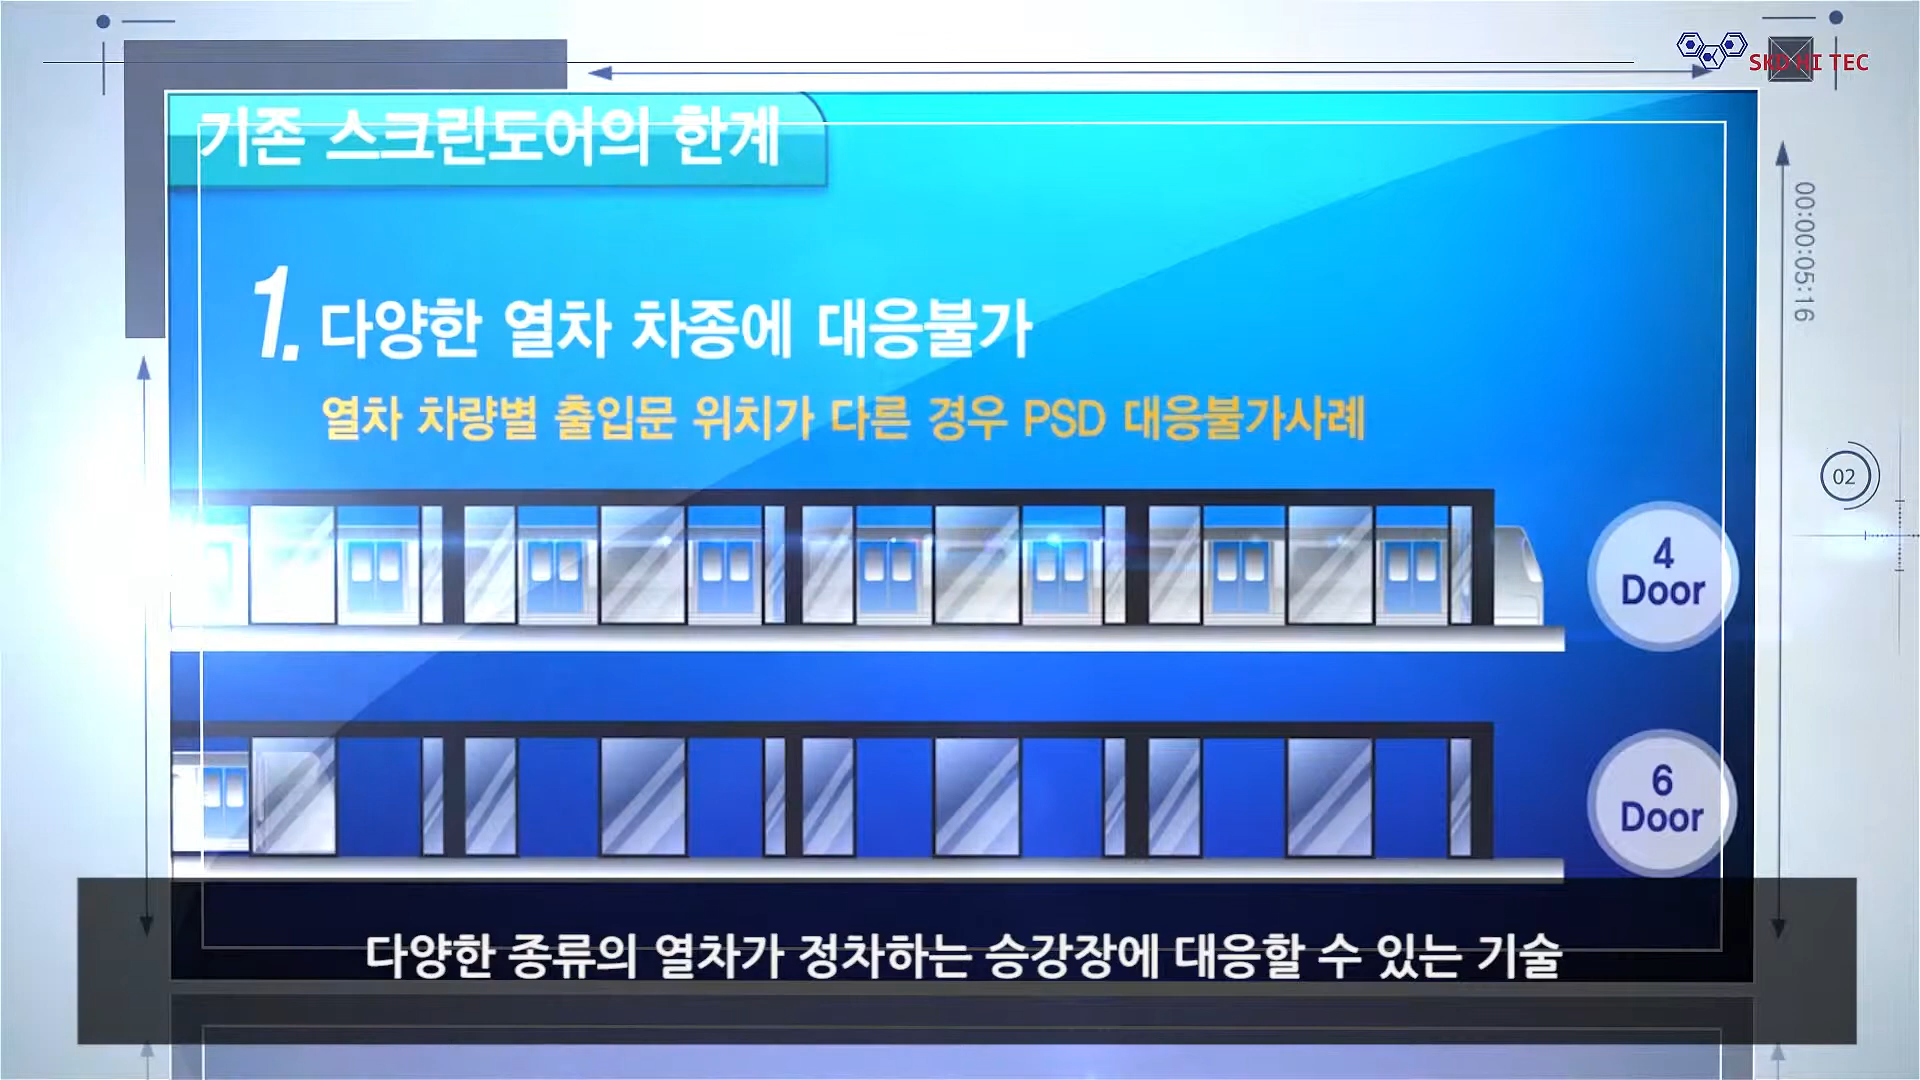 SKD HI TEC
기존 스크린도어의 한계
00:00:05:16
1. 다양한 열차 차종에 대응불가
열차 차량별 출입문 위치가 다른 경우 PSD 대응불가사례
02
4
Door
6
Door
다양한 종류의 열차가 정차하는 승강장에 대응할 수 있는 기술